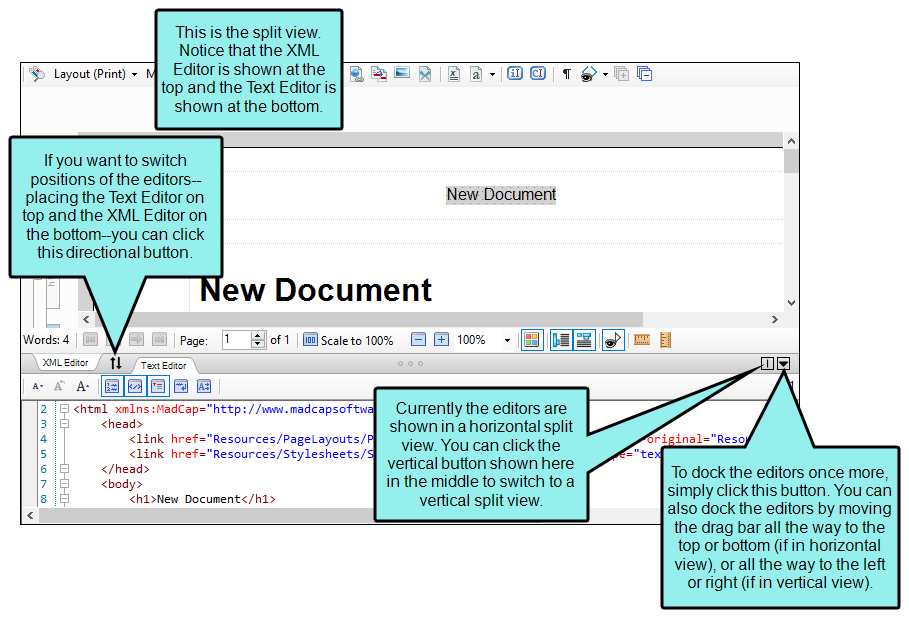 This is the split view.
Notice that the XML
Editor is shown at the
top and the Text Editor is
shown at the bottom.
Layout (Print)
If you want to switch
positions of the editors--
placing the Text Editor on
top and the XML Editor on
the bottom--you can click
this directional button.
New Document
New Document
Words: 4 Page: 1 of 1 Scale to 100% 100%
XML Editor Text Editor
2 <html xmlns:MadCap="http://www.madcapsoftwa
3 <head>
4 <link href="Resources/PageLayouts/P original="Resou
5 <link href="Resources/Stylesheets/S
6 </head>
7 <body>
8 <h1>New Document</h1>
Currently the editors are
shown in a horizontal split
view. You can click the
vertical button shown here
in the middle to switch to a
vertical split view.
To dock the editors once more,
simply click this button. You can
also dock the editors by moving
the drag bar all the way to the
top or bottom (if in horizontal
view), or all the way to the left
or right (if in vertical view).